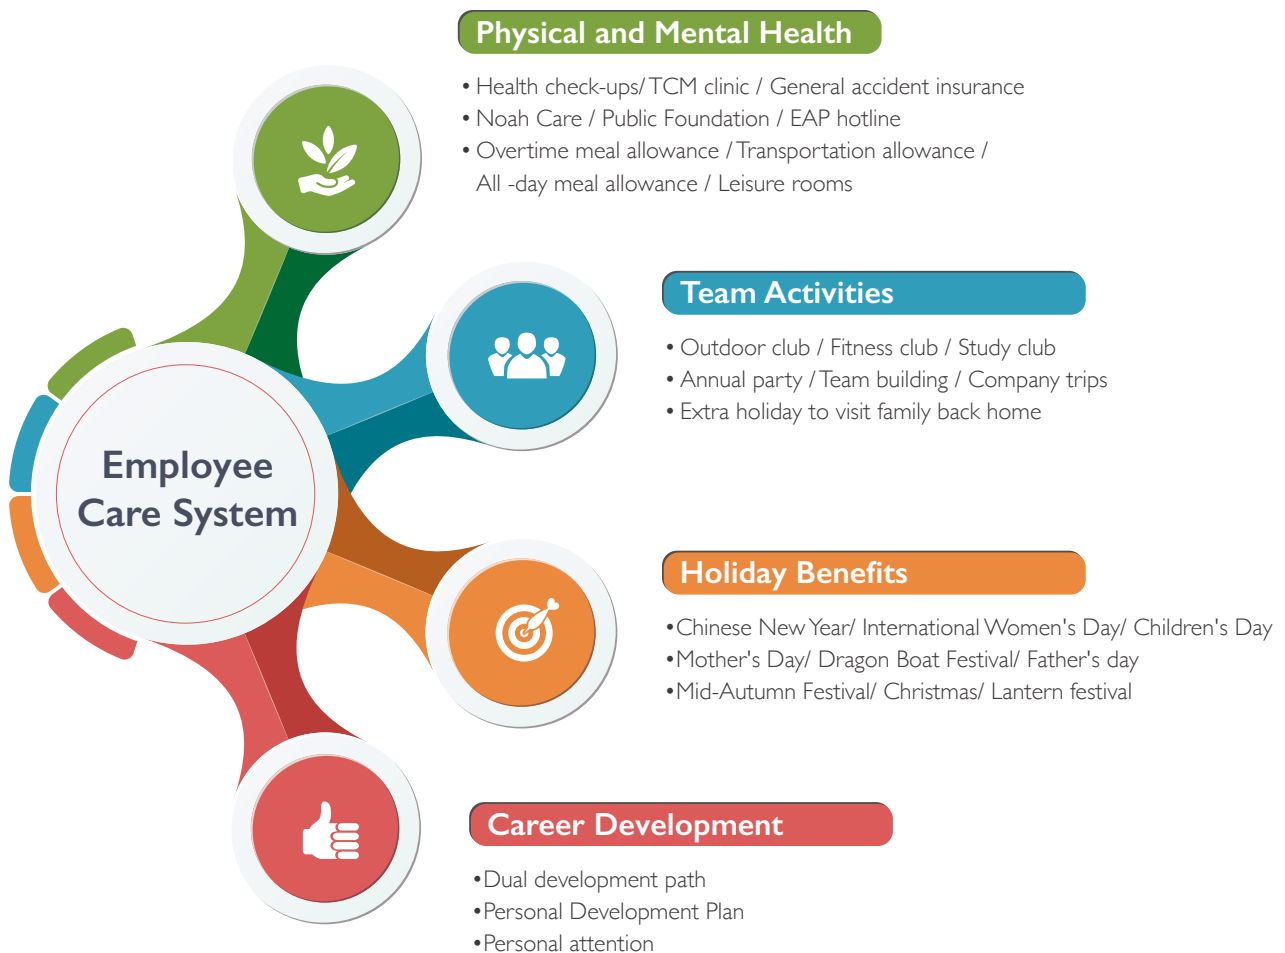 Physical and Mental Health
• Health check-ups/ TCM clinic / General accident insurance
• Noah Care / Public Foundation / EAP hotline
• Overtime meal allowance / Transportation allowance /
All -day meal allowance / Leisure rooms
Team Activities
• Outdoor club / Fitness club / Study club
• Annual party / Team building / Company trips
• Extra holiday to visit family back home
Employee
Care System
Holiday Benefits
•Chinese New Year/ International Women's Day/ Children's Day
•Mother's Day/ Dragon Boat Festival/ Father's day
•Mid-Autumn Festival/ Christmas/ Lantern festival
Career Development
•Dual development path
•Personal Development Plan
•Personal attention